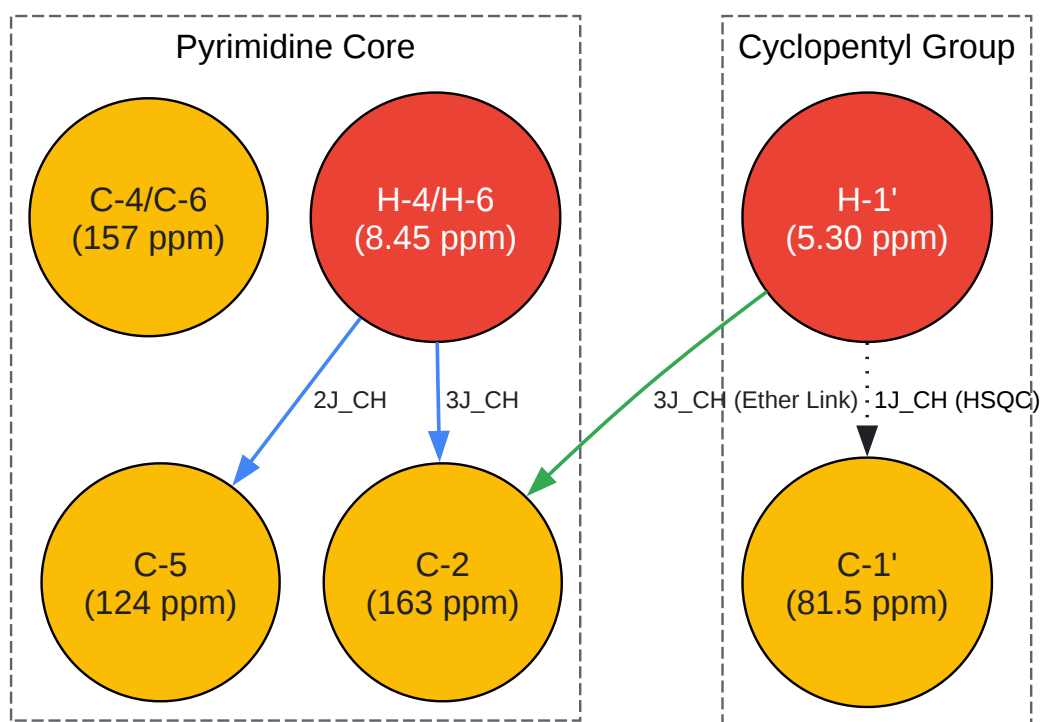 Pyrimidine Core
Cyclopentyl Group
C-4/C-6
(157 ppm)
H-4/H-6
(8.45 ppm)
H-1'
(5.30 ppm)
2J_CH
3J_CH
3J_CH (Ether Link)
1J_CH (HSQC)
C-5
(124 ppm)
C-2
(163 ppm)
C-1'
(81.5 ppm)